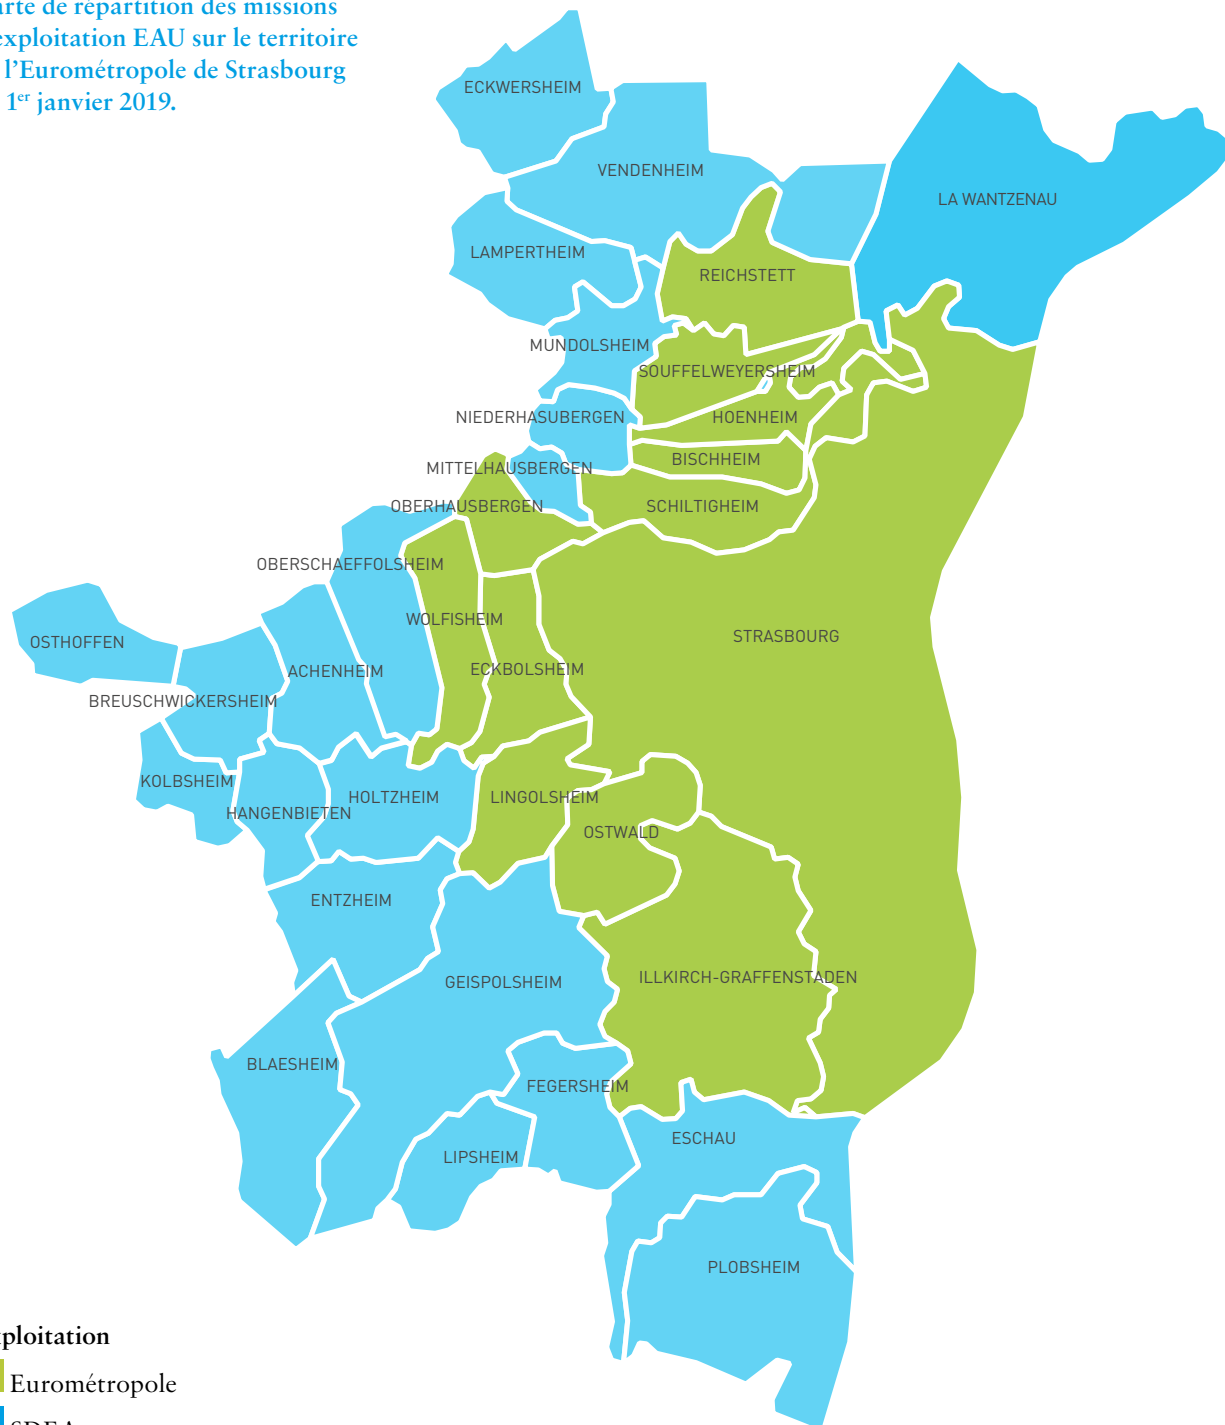 arte de répartition des missions
exploitation EAU sur le territoire
l'Eurométropole de Strasbourg
1er janvier 2019.
ECKWERSHEIM
VENDENHEIM
LA WANTZENAU
LAMPERTHEIM
REICHSTETT
MUNDOLSHEIM
SOUFFELWEYERSHEIM
NIEDERHASUBERGEN
HOENHEIM
BISCHHEIM
MITTELHAUSBERGEN
OBERHAUSBERGEN
SCHILTIGHEIM
OBERSCHAEFFOLSHEIM
WOLFISHEIM
STRASBOURG
OSTHOFFEN
ACHENHEIM
ECKBOLSHEIM
BREUSCHWICKERSHEIM
KOLBSHEIM
HOLTZHEIM
LINGOLSHEIM
HANGENBIETEN
OSTWALD
ENTZHEIM
ILLKIRCH-GRAFFENSTADEN
GEISPOLSHEIM
BLAESHEIM
FEGERSHEIM
ESCHAU
LIPSHEIM
PLOBSHEIM
ploitation
Eurométropole
SDEA